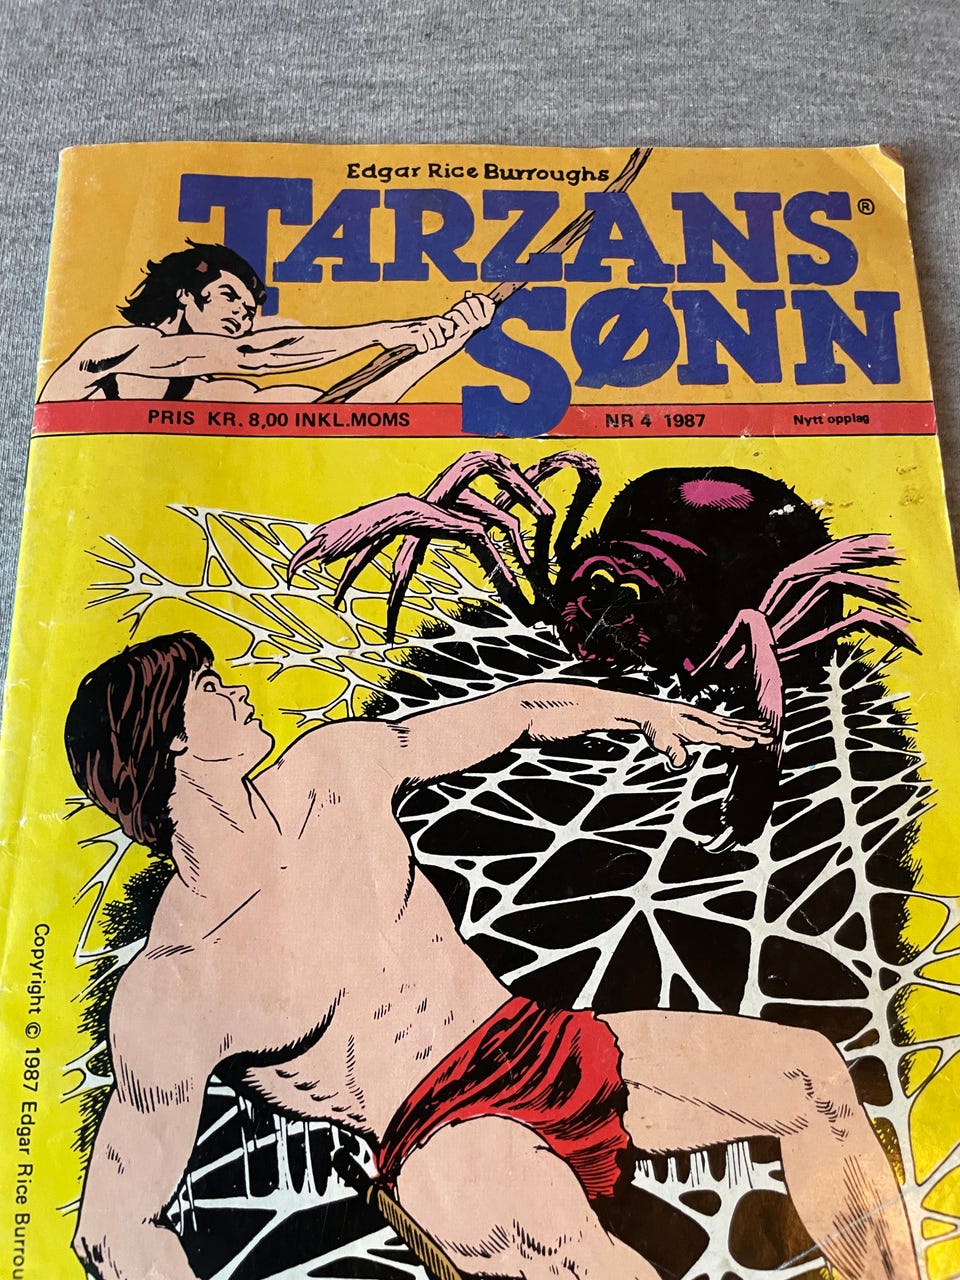 Edgar Rice Burroughs
TARZANS ®
SØNN
PRIS KR. 8,00 INKL.MOMS NR 4 1987 Nytt opplag
Copyright © 1987 Edgar Rice